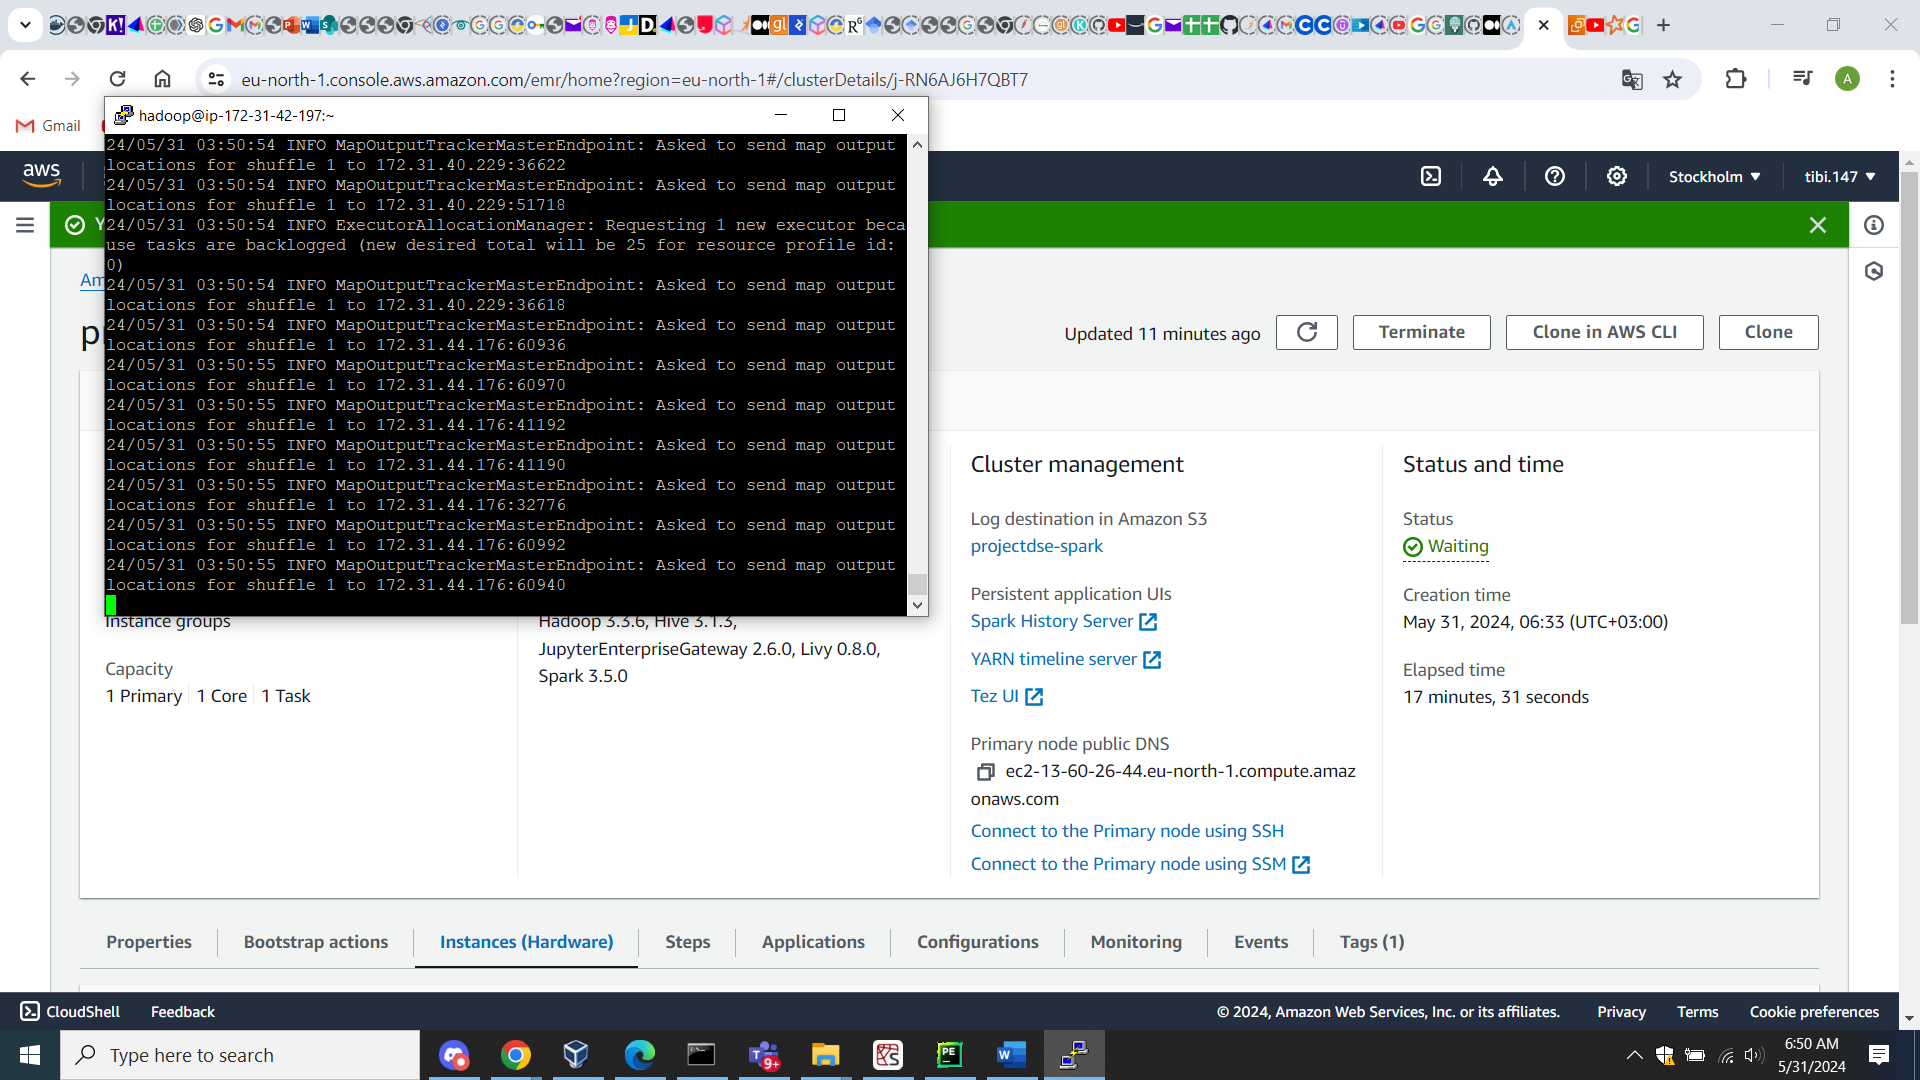 eu-north-1.console.aws.amazon.com/emr/home?region=eu-north-1#/clusterDetails/j-RN6AJ6H7QBT7
A
Gmail
hadoop@ip-172-31-42-197:~
24/05/31 03:50:54 INFO MapOutputTrackerMasterEndpoint: Asked to send map output
locations for shuffle 1 to 172.31.40.229:36622
24/05/31 03:50:54 INFO MapOutputTrackerMasterEndpoint: Asked to send map output
locations for shuffle 1 to 172.31.40.229:51718
24/05/31 03:50:54 INFO ExecutorAllocationManager: Requesting 1 new executor beca
use tasks are backlogged (new desired total will be 25 for resource profile id:
0)
24/05/31 03:50:54 INFO MapOutputTrackerMasterEndpoint: Asked to send map output
locations for shuffle 1 to 172.31.40.229:36618
24/05/31 03:50:54 INFO MapOutputTrackerMasterEndpoint: Asked to send map output
locations for shuffle 1 to 172.31.44.176:60936
24/05/31 03:50:55 INFO MapOutputTrackerMasterEndpoint: Asked to send map output
locations for shuffle 1 to 172.31.44.176:60970
24/05/31 03:50:55 INFO MapOutputTrackerMasterEndpoint: Asked to send map output
locations for shuffle 1 to 172.31.44.176:41192
24/05/31 03:50:55 INFO MapOutputTrackerMasterEndpoint: Asked to send map output
locations for shuffle 1 to 172.31.44.176:41190
24/05/31 03:50:55 INFO MapOutputTrackerMasterEndpoint: Asked to send map output
locations for shuffle 1 to 172.31.44.176:32776
24/05/31 03:50:55 INFO MapOutputTrackerMasterEndpoint: Asked to send map output
locations for shuffle 1 to 172.31.44.176:60992
24/05/31 03:50:55 INFO MapOutputTrackerMasterEndpoint: Asked to send map output
locations for shuffle 1 to 172.31.44.176:60940
aws
Stockholm
tibi.147
Y
Am
p
Updated 11 minutes ago
Terminate
Clone in AWS CLI
Clone
Instance groups
Capacity
1 Primary 1 Core 1 Task
Hadoop 3.3.6, Hive 3.1.3,
JupyterEnterpriseGateway 2.6.0, Livy 0.8.0,
Spark 3.5.0
Cluster management
Log destination in Amazon S3
projectdse-spark
Persistent application UIs
Spark History Server
YARN timeline server
Tez UI
Primary node public DNS
ec2-13-60-26-44.eu-north-1.compute.amaz
onaws.com
Connect to the Primary node using SSH
Connect to the Primary node using SSM
Status and time
Status
Waiting
Creation time
May 31, 2024, 06:33 (UTC+03:00)
Elapsed time
17 minutes, 31 seconds
Properties
Bootstrap actions
Instances (Hardware)
Steps
Applications
Configurations
Monitoring
Events
Tags (1)
CloudShell
Feedback
© 2024, Amazon Web Services, Inc. or its affiliates.
Privacy
Terms
Cookie preferences
Type here to search
9+
6:50 AM
5/31/2024